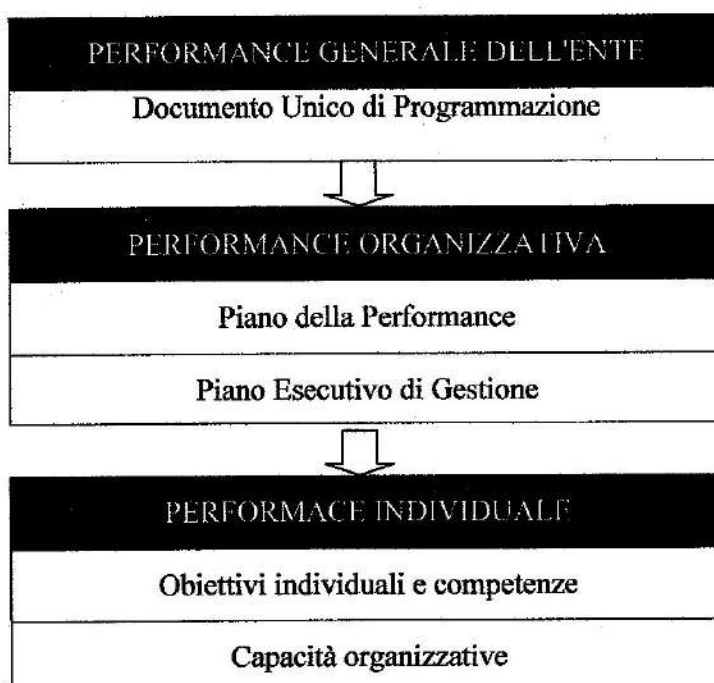 PERFORMANCE GENERALE DELL'ENTE
Documento Unico di Programmazione
PERFORMANCE ORGANIZZATIVA
Piano della Performance
Piano Esecutivo di Gestione
PERFORMACE INDIVIDUALE
Obiettivi individuali e competenze
Capacità organizzative